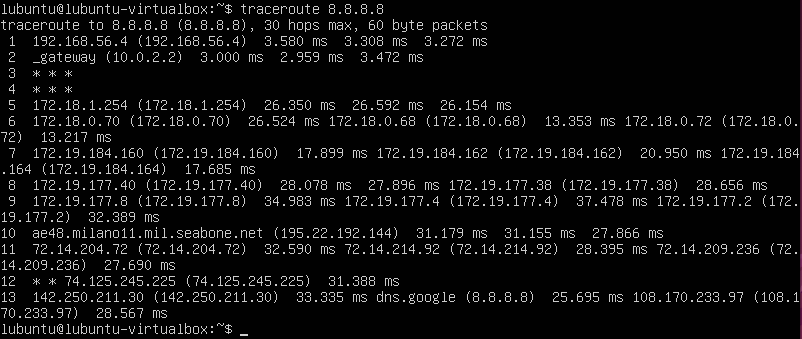 lubuntu@lubuntu-virtualbox:~$ traceroute 8.8.8.8
traceroute to 8.8.8.8 (8.8.8.8), 30 hops max, 60 byte packets
 1  192.168.56.4 (192.168.56.4)  3.580 ms  3.308 ms  3.272 ms
 2  _gateway (10.0.2.2)  3.000 ms  2.959 ms  3.472 ms
 3  * * *
 4  * * *
 5  172.18.1.254 (172.18.1.254)  26.350 ms  26.592 ms  26.154 ms
 6  172.18.0.70 (172.18.0.70)  26.524 ms 172.18.0.68 (172.18.0.68)  13.353 ms 172.18.0.72 (172.18.0.
72)  13.217 ms
 7  172.19.184.160 (172.19.184.160)  17.899 ms 172.19.184.162 (172.19.184.162)  20.950 ms 172.19.184
.164 (172.19.184.164)  17.685 ms
 8  172.19.177.40 (172.19.177.40)  28.078 ms  27.896 ms 172.19.177.38 (172.19.177.38)  28.656 ms
 9  172.19.177.8 (172.19.177.8)  34.983 ms 172.19.177.4 (172.19.177.4)  37.478 ms 172.19.177.2 (172.
19.177.2)  32.389 ms
10  ae48.milano11.mil.seabone.net (195.22.192.144)  31.179 ms  31.155 ms  27.866 ms
11  72.14.204.72 (72.14.204.72)  32.590 ms 72.14.214.92 (72.14.214.92)  28.395 ms 72.14.209.236 (72.
14.209.236)  27.690 ms
12  * * 74.125.245.225 (74.125.245.225)  31.388 ms
13  142.250.211.30 (142.250.211.30)  33.335 ms dns.google (8.8.8.8)  25.695 ms 108.170.233.97 (108.1
70.233.97)  28.567 ms
lubuntu@lubuntu-virtualbox:~$ _